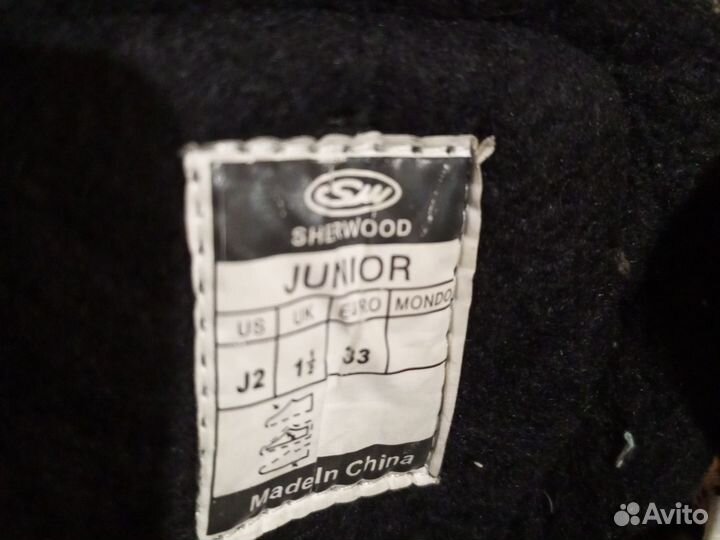 SW
SHERWOOD
JUNIOR
US UK EURO MONDO
J2 1½ 33
MadeIn China
Avito